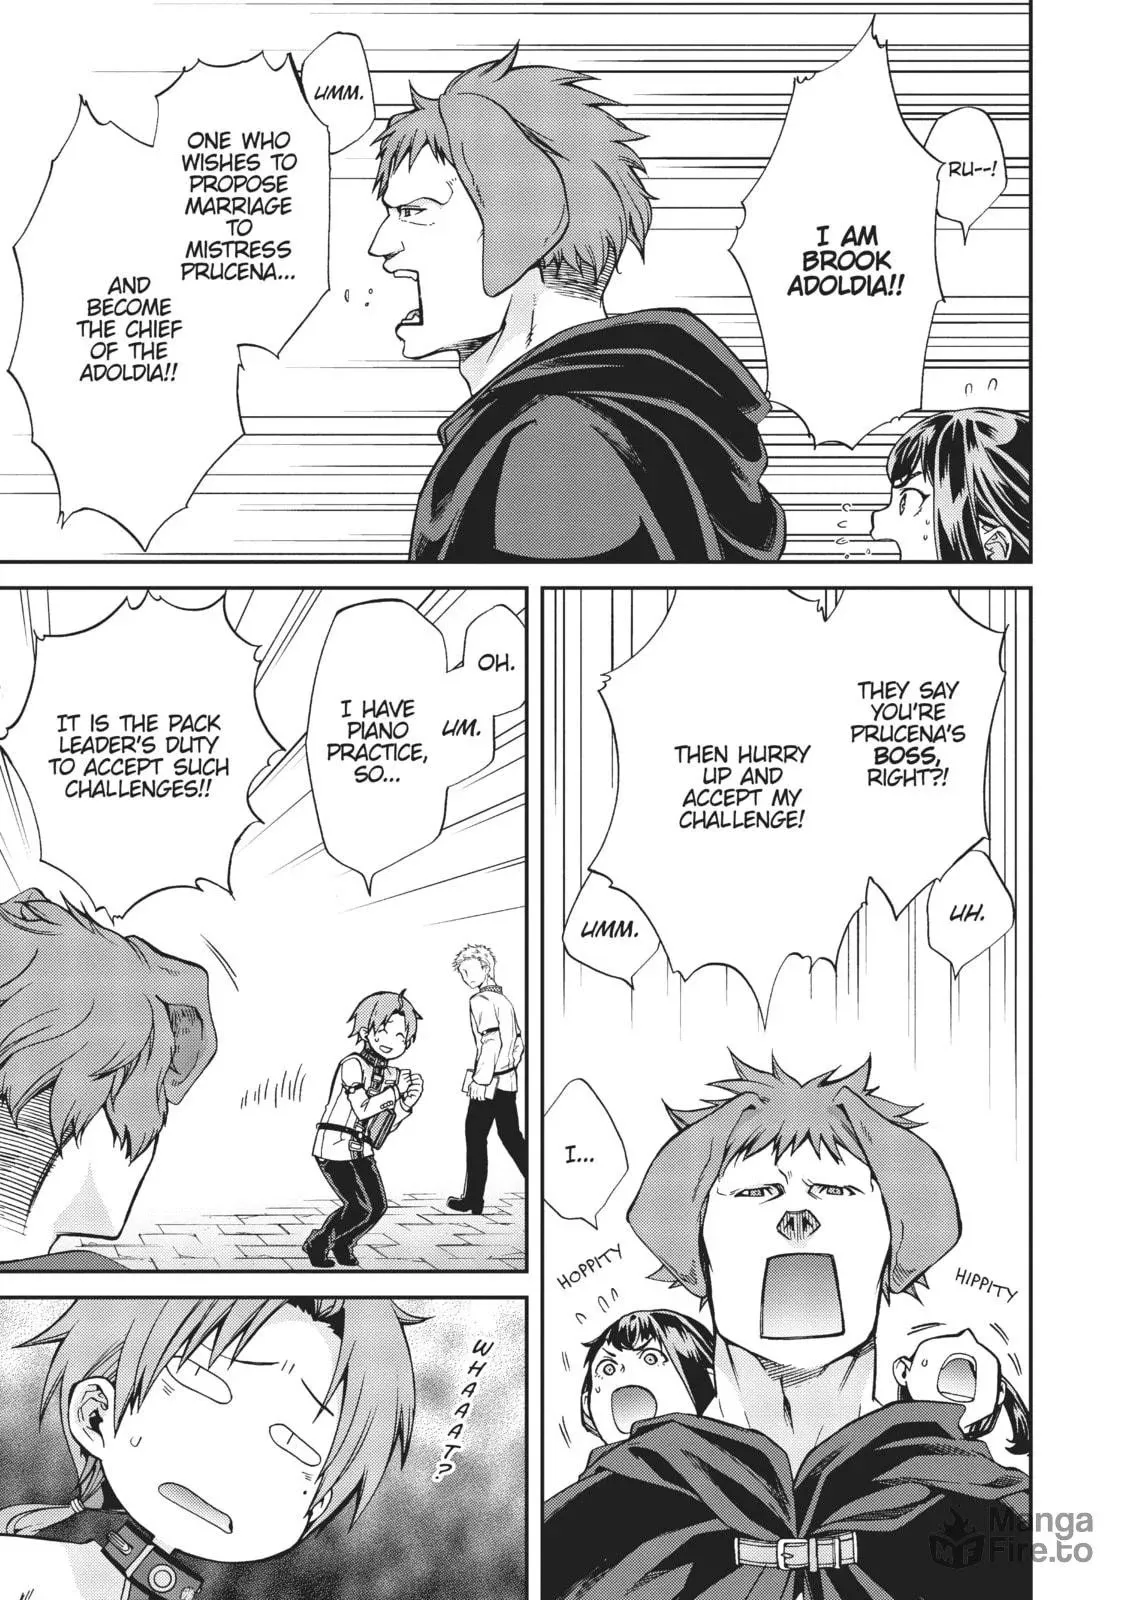 RU--!
I AM
BROOK
ADOLDIA!!
UMM.
ONE WHO
WISHES TO
PROPOSE
MARRIAGE
TO
MISTRESS
PRUCENA...
AND
BECOME
THE CHIEF
OF THE
ADOLDIA!!
THEY SAY
YOU'RE
PRUCENA'S
BOSS,
RIGHT?!
UH.
THEN HURRY
UP AND
ACCEPT MY
CHALLENGE!
UMM.
I...
HIPPITY
HOPPITY
OH.
UM.
I HAVE
PIANO
PRACTICE,
SO...
IT IS THE PACK
LEADER'S DUTY
TO ACCEPT SUCH
CHALLENGES!!
WHAAAT?
Manga
Fire.to
MF